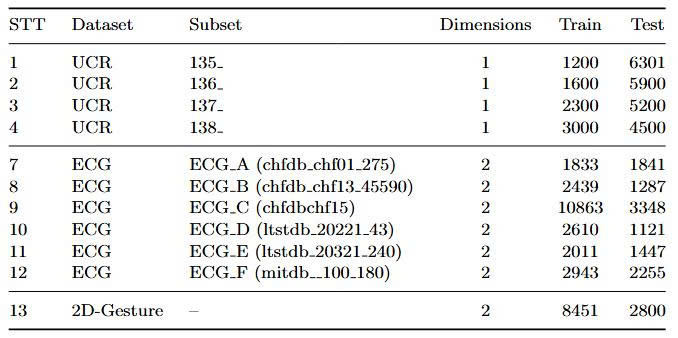 STT Dataset Subset Dimensions Train Test
1 UCR 135_ 1 1200 6301
2 UCR 136_ 1 1600 5900
3 UCR 137_ 1 2300 5200
4 UCR 138_ 1 3000 4500
7 ECG ECG_A (chfdb_chf01_275) 2 1833 1841
8 ECG ECG_B (chfdb_chf13_45590) 2 2439 1287
9 ECG ECG_C (chfdbchf15) 2 10863 3348
10 ECG ECG_D (ltstdb_20221_43) 2 2610 1121
11 ECG ECG_E (ltstdb_20321_240) 2 2011 1447
12 ECG ECG_F (mitdb__100_180) 2 2943 2255
13 2D-Gesture – 2 8451 2800